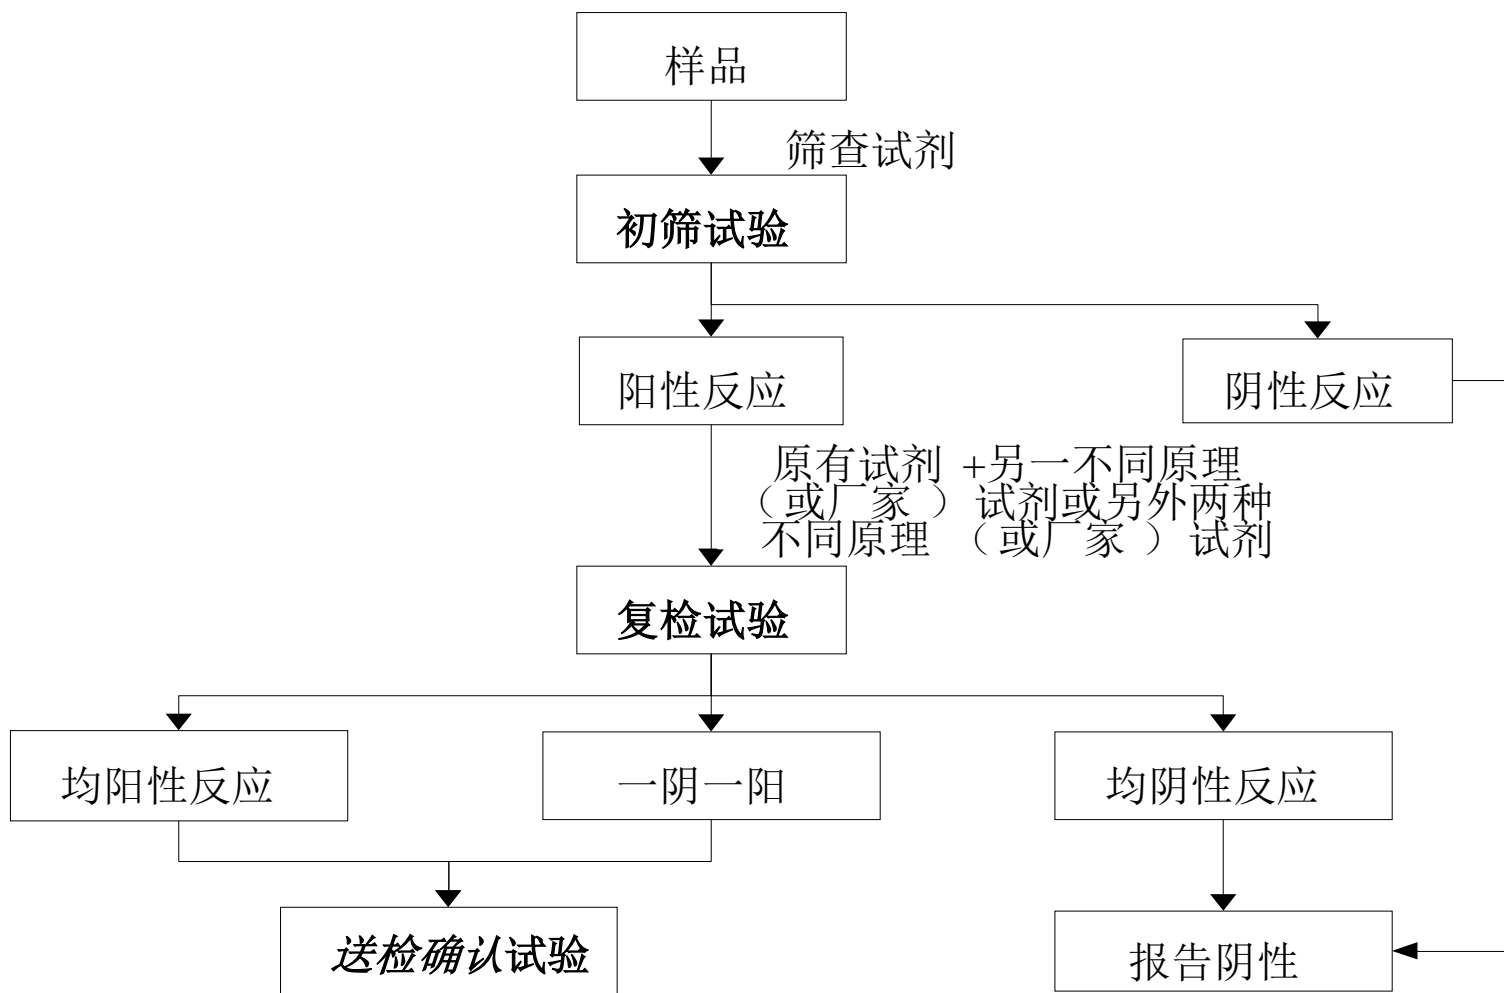 样品
筛查试剂
初筛试验
阳性反应
阴性反应
原有试剂 +另一不同原理
（或厂家 ）试剂或另外两种
不同原理 （或厂家 ）试剂
复检试验
均阳性反应
一阴一阳
均阴性反应
送检确认试验
报告阴性